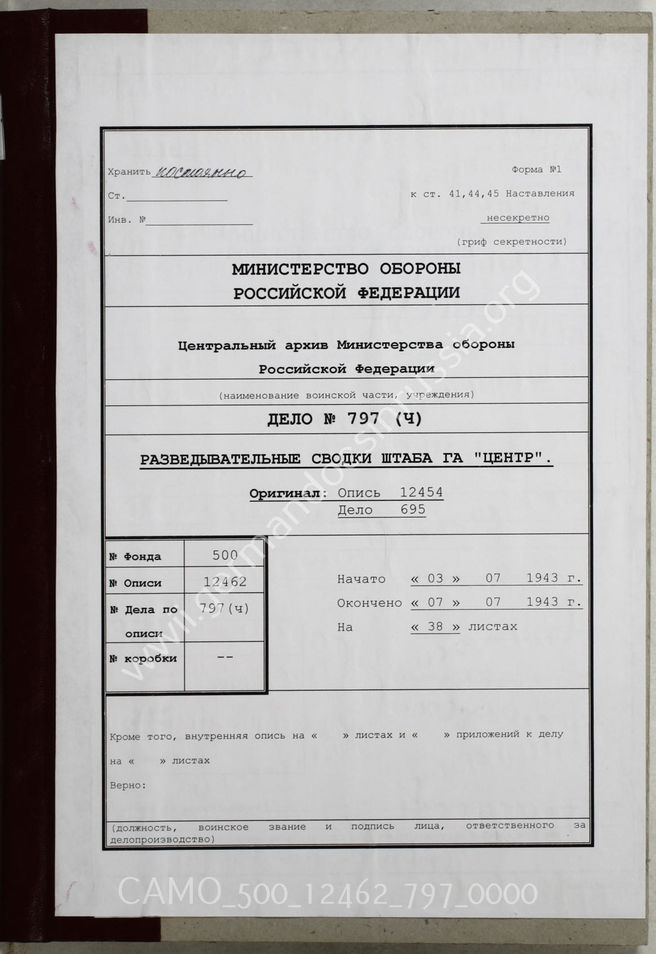 Хранить постоянно
Форма №1
Ст.
к ст. 41,44,45 Наставления
Инв. №
несекретно
(гриф секретности)
МИНИСТЕРСТВО ОБОРОНЫ
РОССИЙСКОЙ ФЕДЕРАЦИИ
Центральный архив Министерства обороны
Российской Федерации
(наименование воинской части, учреждения)
ДЕЛО № 797 (Ч)
РАЗВЕДЫВАТЕЛЬНЫЕ СВОДКИ ШТАБА ГА "ЦЕНТР".
Оригинал: Опись 12454
Дело 695
№ Фонда 500
№ Описи 12462
№ Дела по 797(ч)
описи
№ коробки --
Начато « 03 » 07 1943 г.
Окончено « 07 » 07 1943 г.
На « 38 » листах
Кроме того, внутренняя опись на « » листах и « » приложений к делу
на « » листах
Верно:
(должность, воинское звание и подпись лица, ответственного за
делопроизводство)
www.germandocsinrussia.org
CAMO_500_12462_797_0000